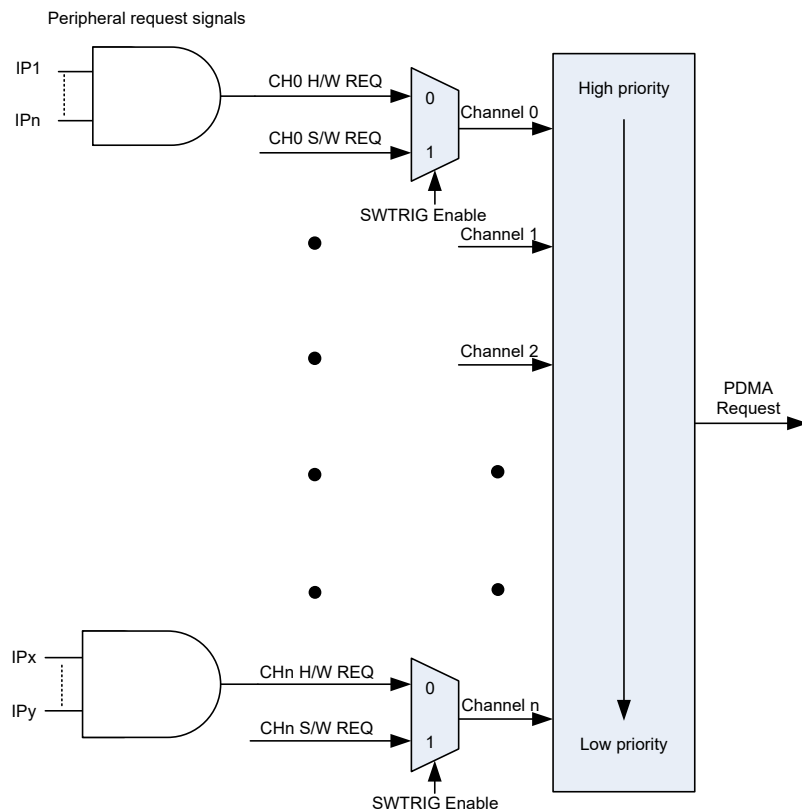 Peripheral request signals
IP1
IPn
CH0 H/W REQ
CH0 S/W REQ
0
1
SWTRIG Enable
Channel 0
Channel 1
Channel 2
High priority
Low priority
PDMA
Request
IPx
IPy
CHn H/W REQ
CHn S/W REQ
0
1
SWTRIG Enable
Channel n